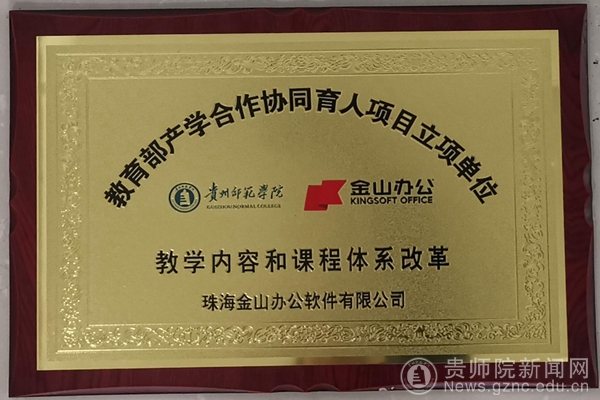 教育部产学合作协同育人项目立项单位
贵州师范学院
GUIZHOU NORMAL COLLEGE
金山办公
KINGSOFT OFFICE
教学内容和课程体系改革
珠海金山办公软件有限公司
贵师院新闻网
News.gznc.edu.cn